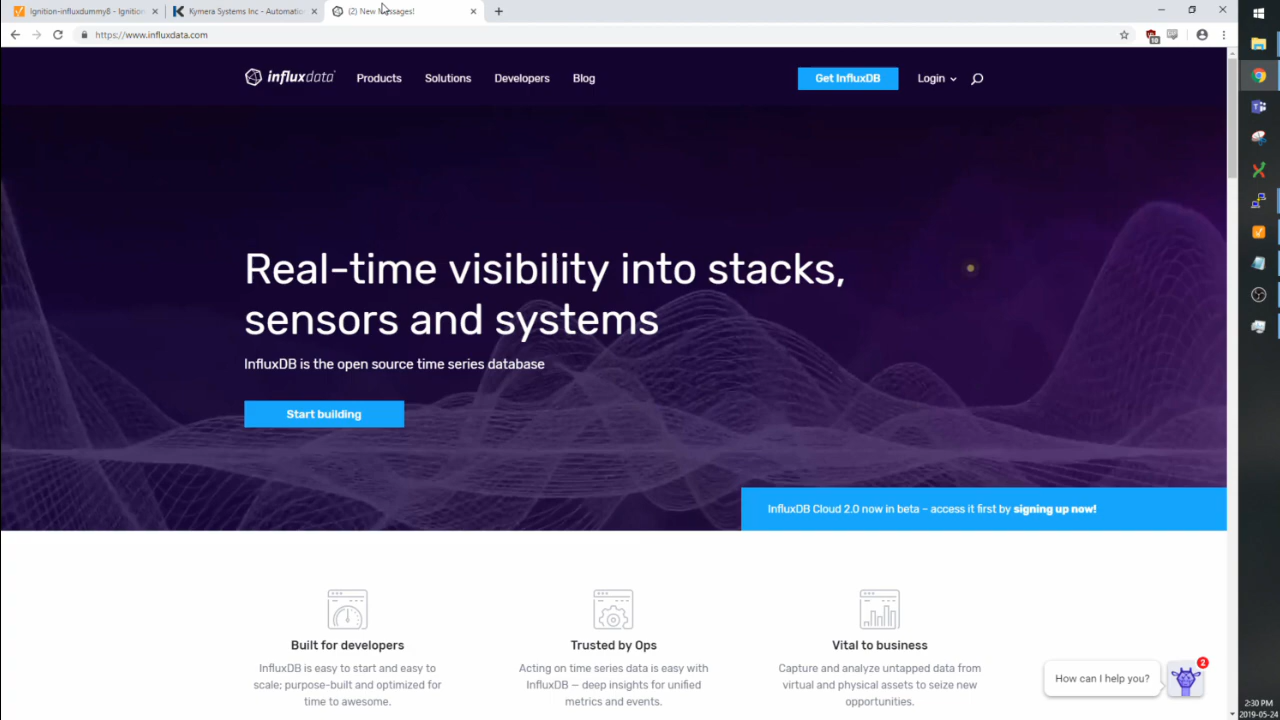 Ignition-influxdummy8 - Ignition
Kymera Systems Inc - Automation
(2) New Messages!
https://www.influxdata.com
10
influxdata
Products
Solutions
Developers
Blog
Get InfluxDB
Login
Real-time visibility into stacks,
sensors and systems
InfluxDB is the open source time series database
Start building
InfluxDB Cloud 2.0 now in beta – access it first by signing up now!
Built for developers
InfluxDB is easy to start and easy to
scale; purpose-built and optimized for
time to awesome.
Trusted by Ops
Acting on time series data is easy with
InfluxDB — deep insights for unified
metrics and events.
Vital to business
Capture and analyze untapped data from
virtual and physical assets to seize new
opportunities.
How can I help you?
2
2:30 PM
2019-05-24